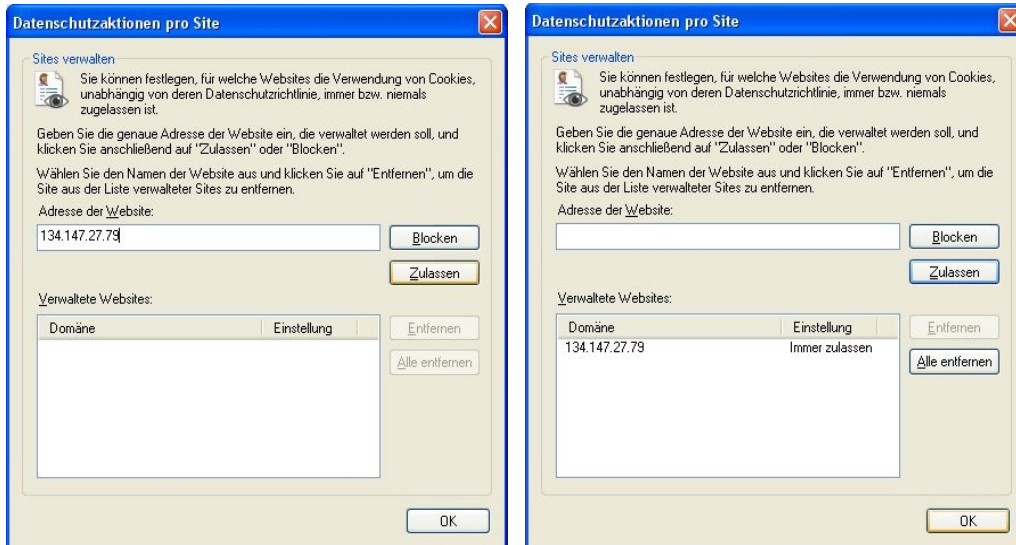 Datenschutzaktionen pro Site
Sites verwalten
Sie können festlegen, für welche Websites die Verwendung von Cookies,
unabhängig von deren Datenschutzrichtlinie, immer bzw. niemals
zugelassen ist.
Geben Sie die genaue Adresse der Website ein, die verwaltet werden soll, und
klicken Sie anschließend auf "Zulassen" oder "Blocken".
Wählen Sie den Namen der Website aus und klicken Sie auf "Entfernen", um die
Site aus der Liste verwalteter Sites zu entfernen.
Adresse der Website:
134.147.27.79
Blocken
Zulassen
Verwaltete Websites:
Domäne Einstellung
Entfernen
Alle entfernen
OK
Datenschutzaktionen pro Site
Sites verwalten
Sie können festlegen, für welche Websites die Verwendung von Cookies,
unabhängig von deren Datenschutzrichtlinie, immer bzw. niemals
zugelassen ist.
Geben Sie die genaue Adresse der Website ein, die verwaltet werden soll, und
klicken Sie anschließend auf "Zulassen" oder "Blocken".
Wählen Sie den Namen der Website aus und klicken Sie auf "Entfernen", um die
Site aus der Liste verwalteter Sites zu entfernen.
Adresse der Website:
Blocken
Zulassen
Verwaltete Websites:
Domäne Einstellung
134.147.27.79 Immer zulassen
Entfernen
Alle entfernen
OK